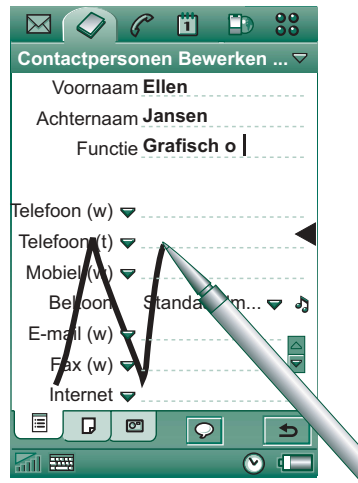 Contactpersonen Bewerken ...
Voornaam Ellen
Achternaam Jansen
Functie Grafisch o
Telefoon (w)
Telefoon (t)
Mobiel (w)
Beltoon Standaard m...
E-mail (w)
Fax (w)
Internet